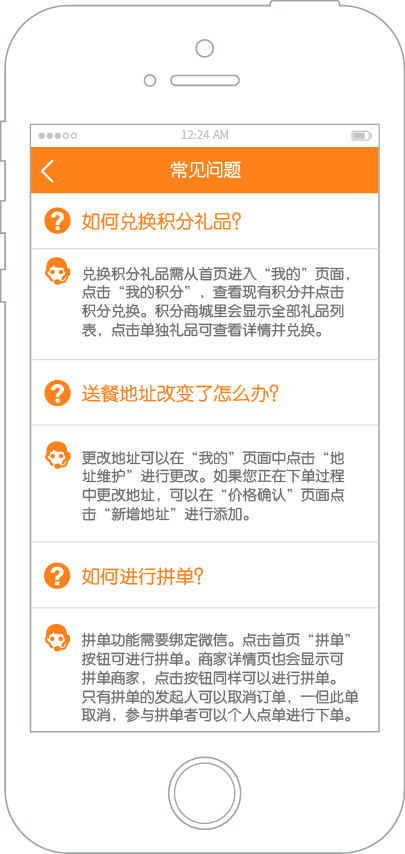 12:24 AM
常见问题
如何兑换积分礼品？
兑换积分礼品需从首页进入“我的”页面，
点击“我的积分”，查看现有积分并点击
积分兑换。积分商城里会显示全部礼品列
表，点击单独礼品可查看详情并兑换。
送餐地址改变了怎么办？
更改地址可以在“我的”页面中点击“地
址维护”进行更改。如果您正在下单过程
中更改地址，可以在“价格确认”页面点
击“新增地址”进行添加。
如何进行拼单？
拼单功能需要绑定微信。点击首页“拼单”
按钮可进行拼单。商家详情页也会显示可
拼单商家，点击按钮同样可以进行拼单。
只有拼单的发起人可以取消订单，一但此单
取消，参与拼单者可以个人点单进行下单。